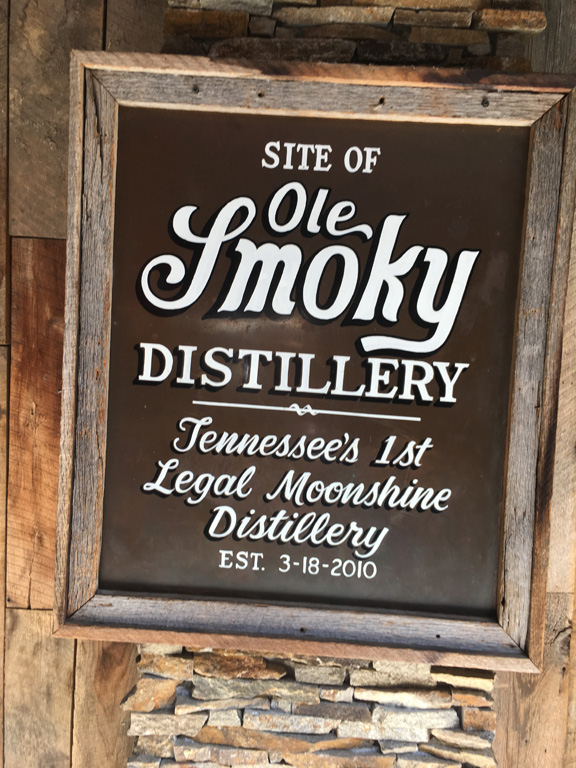 SITE OF
Ole
Smoky
DISTILLERY
Tennessee's 1st
Legal Moonshine
Distillery
EST. 3-18-2010